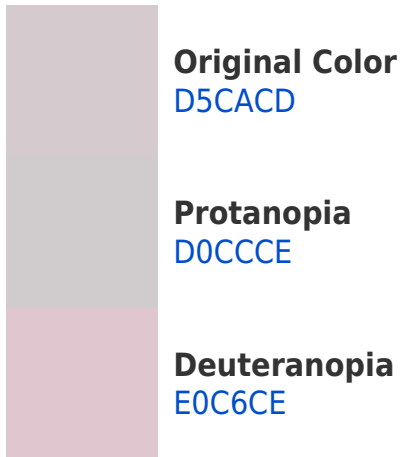 Original Color
D5CACD
Protanopia
D0CCCE
Deuteranopia
E0C6CE